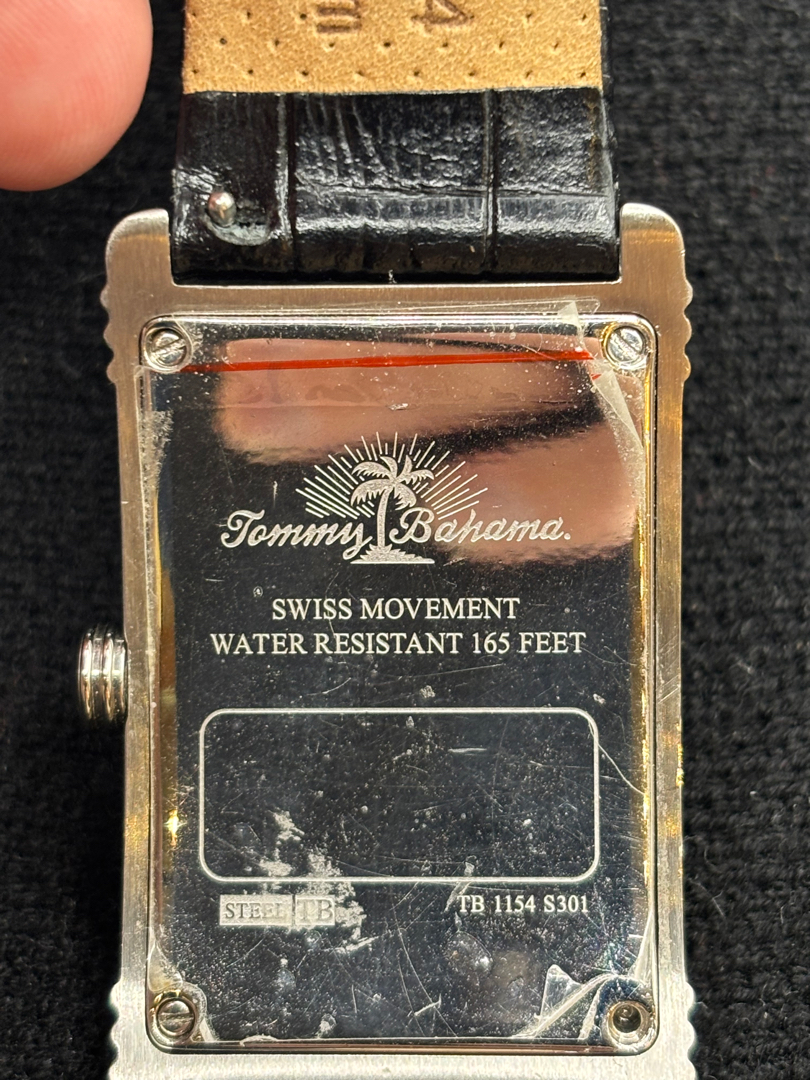 Tommy Bahama.
SWISS MOVEMENT
WATER RESISTANT 165 FEET
STEEL TB
TB 1154 S301